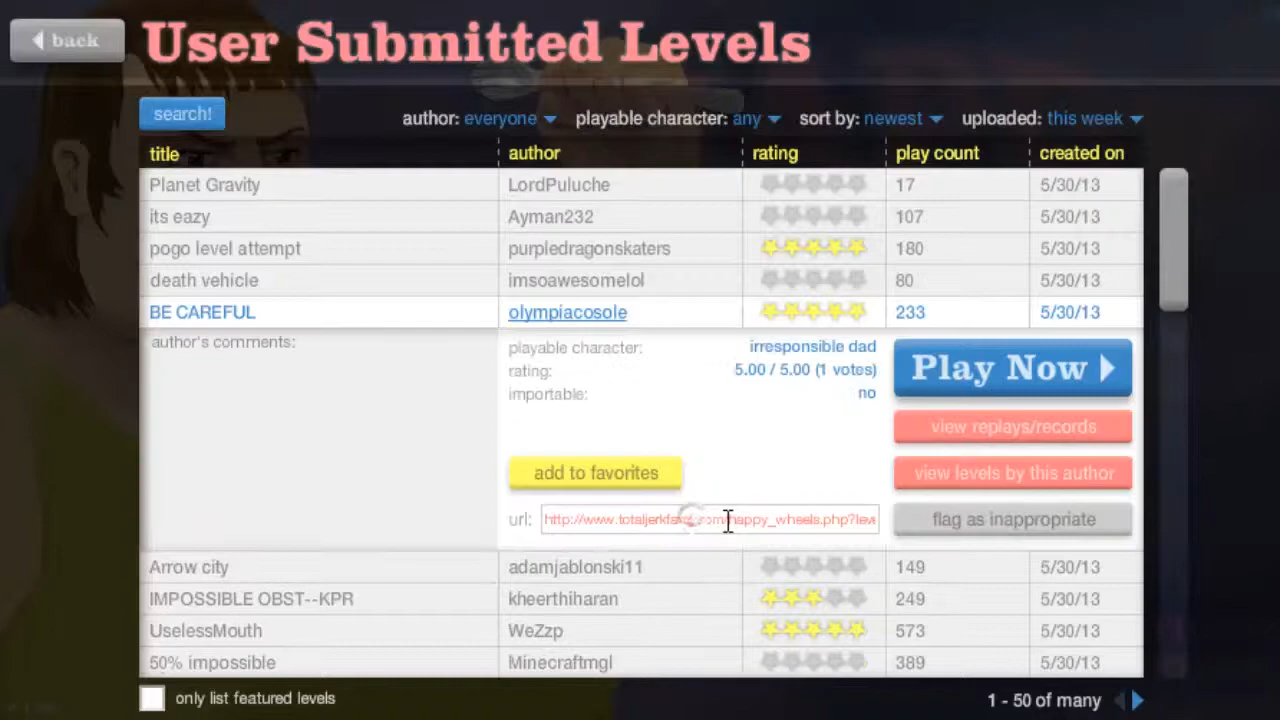 back
User Submitted Levels
search!
author: everyone playable character: any sort by: newest uploaded: this week
title author rating play count created on
Planet Gravity LordPuluche 17 5/30/13
its eazy Ayman232 107 5/30/13
pogo level attempt purpledragonskaters 180 5/30/13
death vehicle imsoawesomelol 80 5/30/13
BE CAREFUL olympiacosole 233 5/30/13
author's comments:
playable character: irresponsible dad
rating: 5.00 / 5.00 (1 votes)
importable: no
Play Now
view replays/records
add to favorites
view levels by this author
url:
flag as inappropriate
Arrow city adamjablonski11 149 5/30/13
IMPOSSIBLE OBST--KPR kheerthiharan 249 5/30/13
UselessMouth WeZzp 573 5/30/13
50% impossible Minecraftmgl 389 5/30/13
only list featured levels
1 - 50 of many